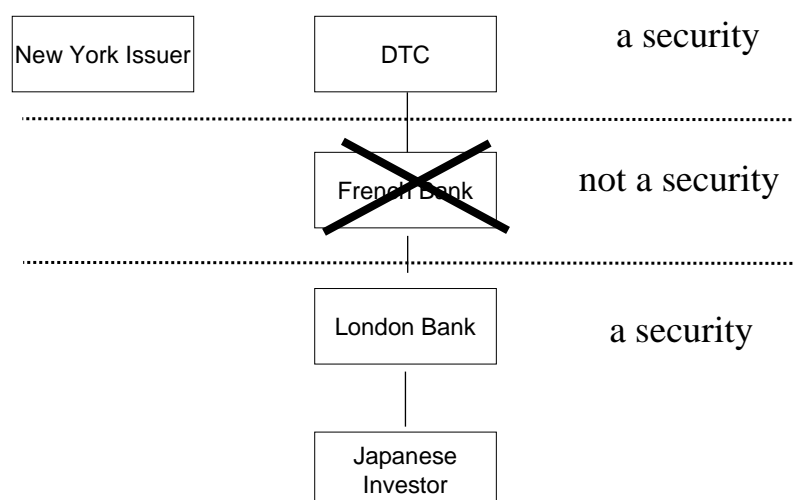 New York Issuer
DTC
a security
French Bank
not a security
London Bank
a security
Japanese
Investor